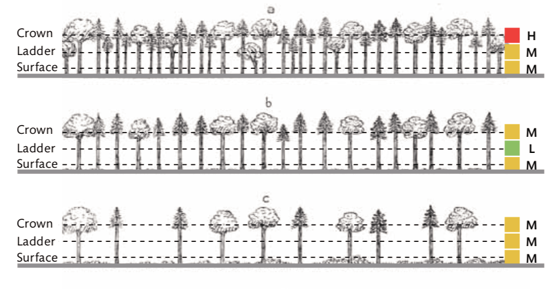 a
Crown H
Ladder M
Surface M
b
Crown M
Ladder L
Surface M
c
Crown M
Ladder M
Surface M